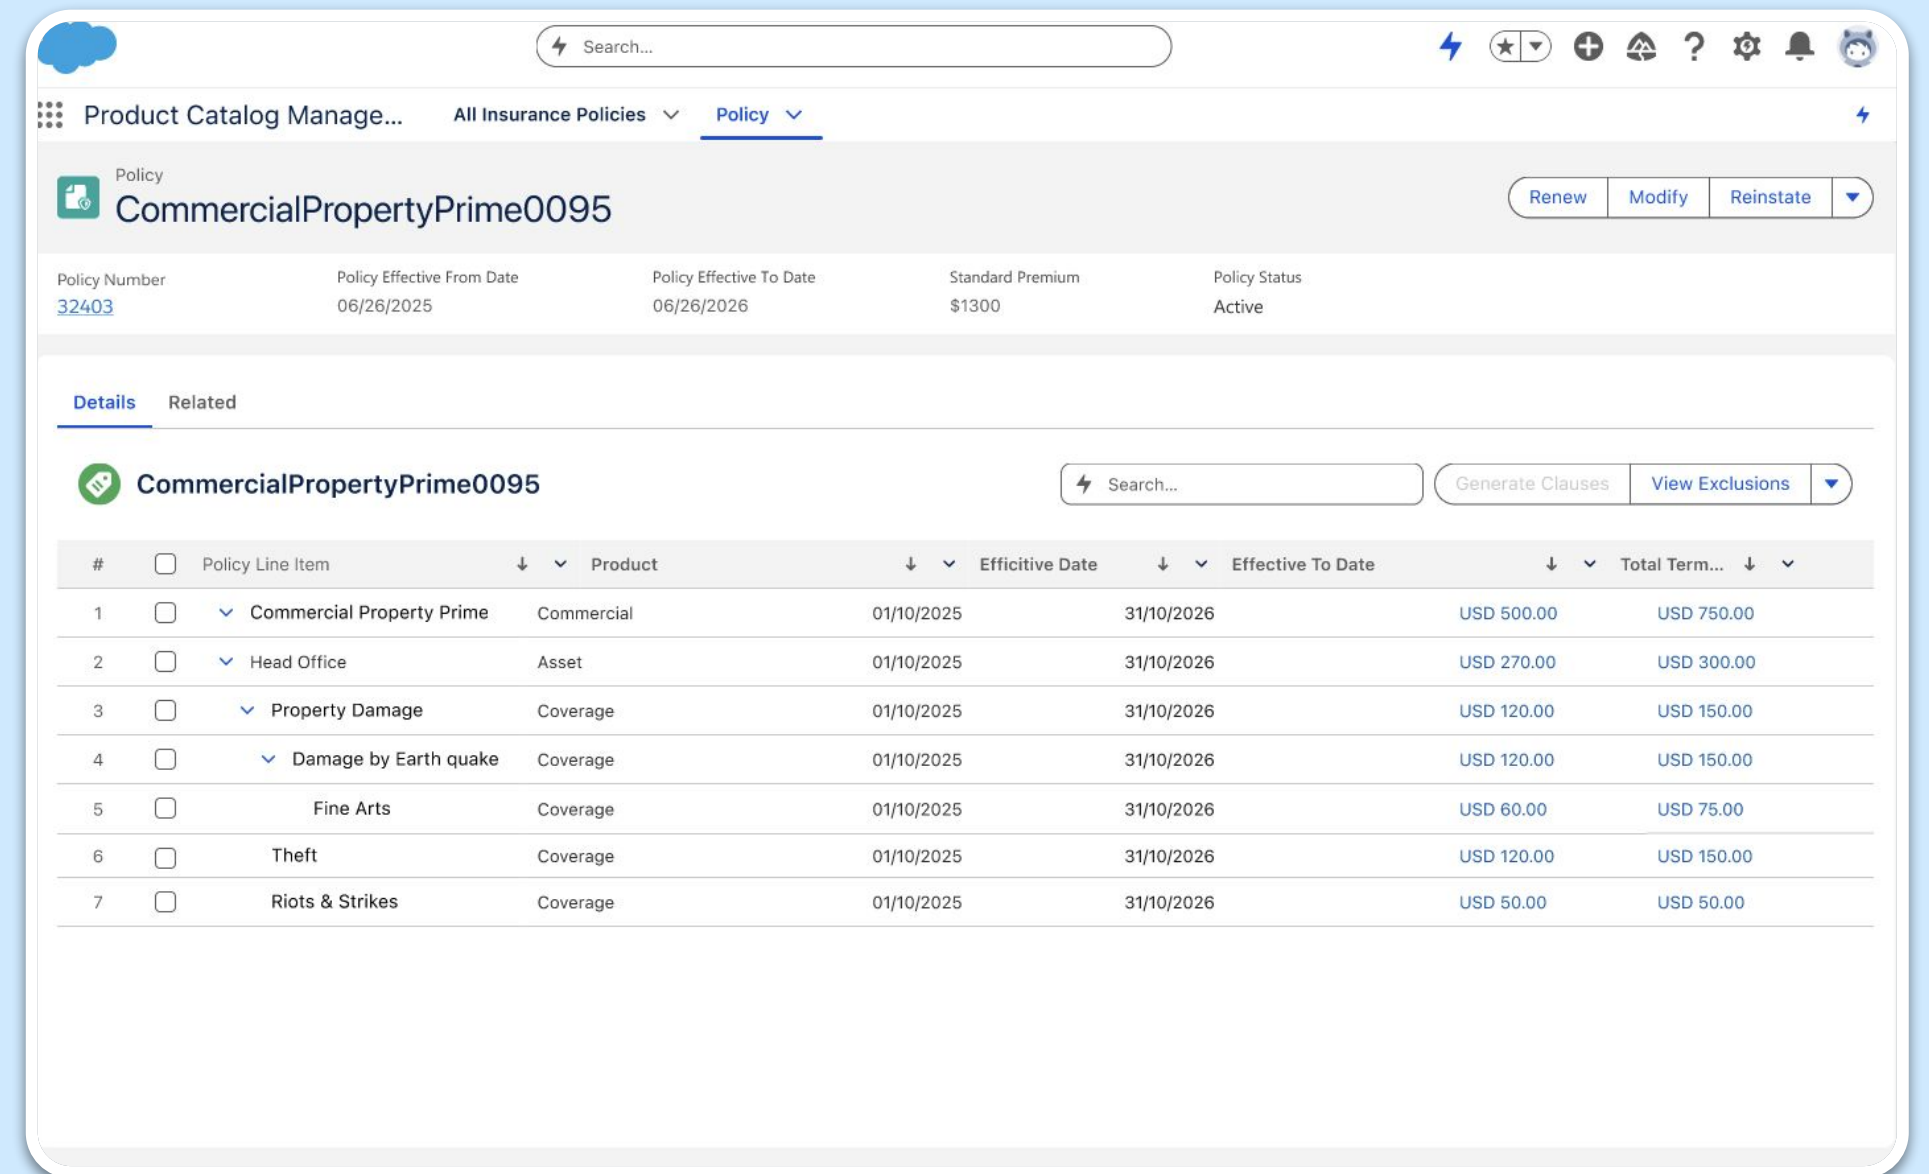 Search...
Product Catalog Manage... All Insurance Policies Policy
Policy
CommercialPropertyPrime0095
Renew Modify Reinstate
Policy Number Policy Effective From Date Policy Effective To Date Standard Premium Policy Status
32403 06/26/2025 06/26/2026 $1300 Active
Details Related
CommercialPropertyPrime0095 Search... Generate Clauses View Exclusions
# Policy Line Item Product Efficitive Date Effective To Date Total Term...
1 Commercial Property Prime Commercial 01/10/2025 31/10/2026 USD 500.00 USD 750.00
2 Head Office Asset 01/10/2025 31/10/2026 USD 270.00 USD 300.00
3 Property Damage Coverage 01/10/2025 31/10/2026 USD 120.00 USD 150.00
4 Damage by Earth quake Coverage 01/10/2025 31/10/2026 USD 120.00 USD 150.00
5 Fine Arts Coverage 01/10/2025 31/10/2026 USD 60.00 USD 75.00
6 Theft Coverage 01/10/2025 31/10/2026 USD 120.00 USD 150.00
7 Riots & Strikes Coverage 01/10/2025 31/10/2026 USD 50.00 USD 50.00